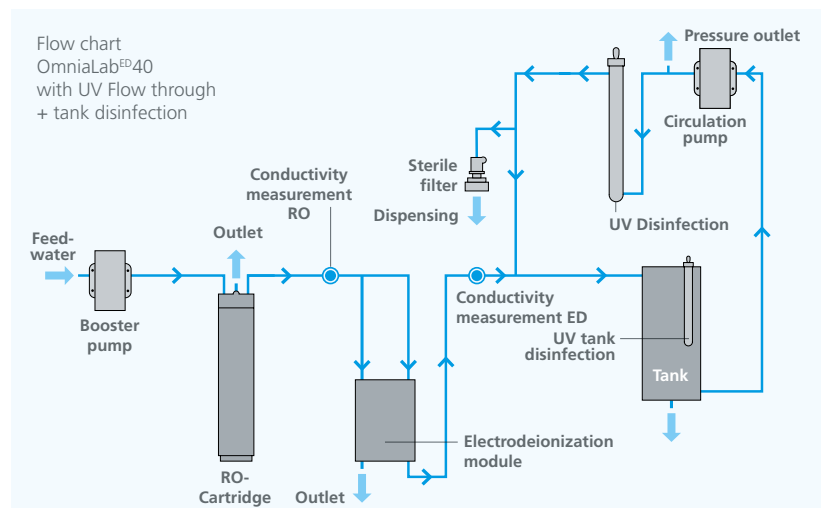 Flow chart
OmniaLabᴱᴰ40
with UV Flow through
+ tank disinfection
Pressure outlet
Circulation
pump
Sterile
filter
Dispensing
UV Disinfection
Conductivity
measurement
RO
Outlet
Feed-
water
Booster
pump
Conductivity
measurement ED
UV tank
disinfection
Tank
Electrodeionization
module
RO-
Cartridge
Outlet